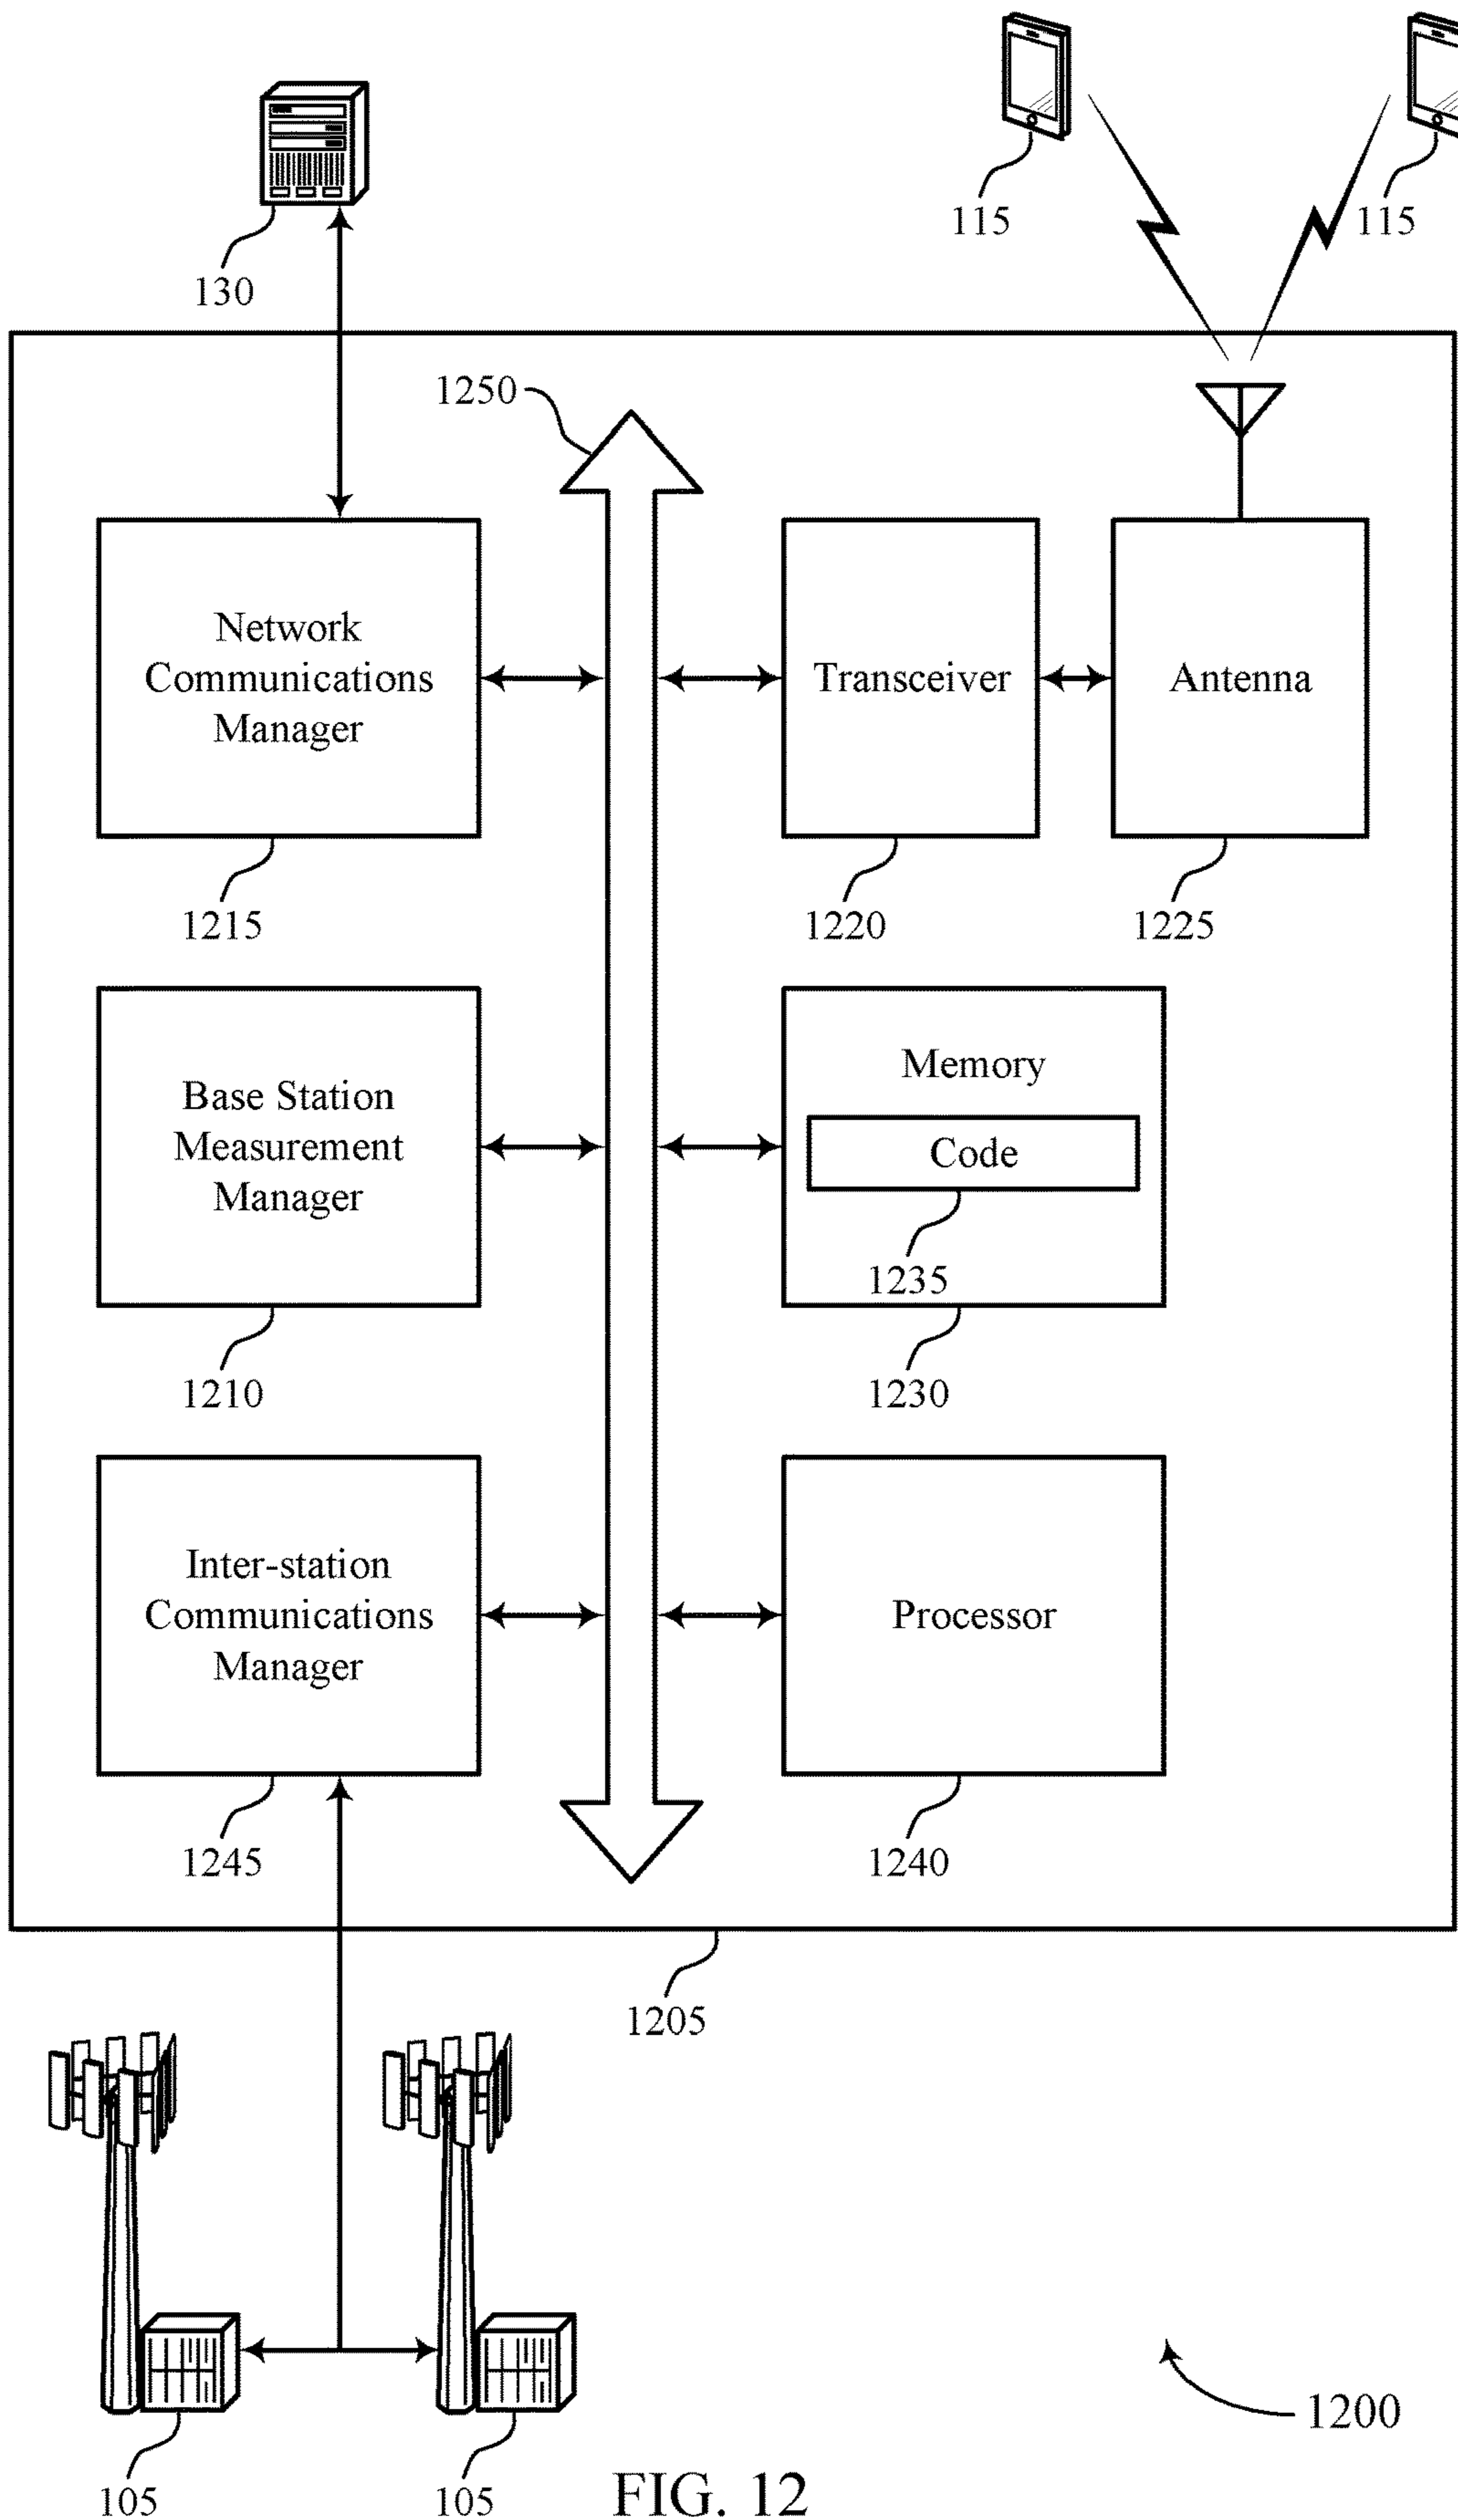 115
115
130
1250
Network
Communications
Manager
Transceiver
Antenna
1215
1220
1225
Base Station
Measurement
Manager
Memory
Code
1235
1210
1230
Inter-station
Communications
Manager
Processor
1245
1240
1205
1200
105
105
FIG. 12